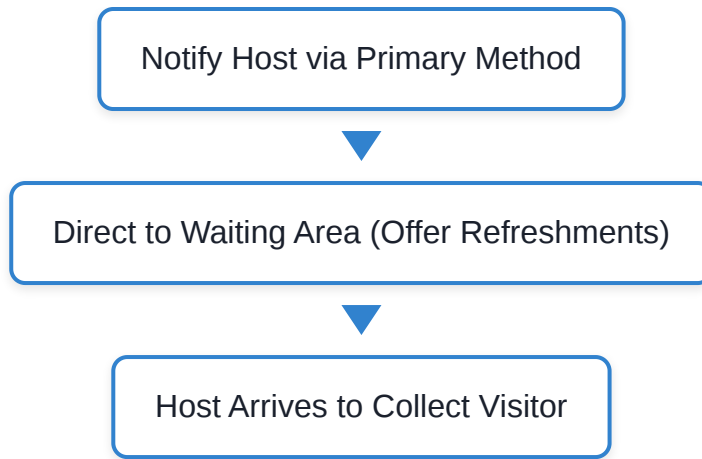 Notify Host via Primary Method
Direct to Waiting Area (Offer Refreshments)
Host Arrives to Collect Visitor